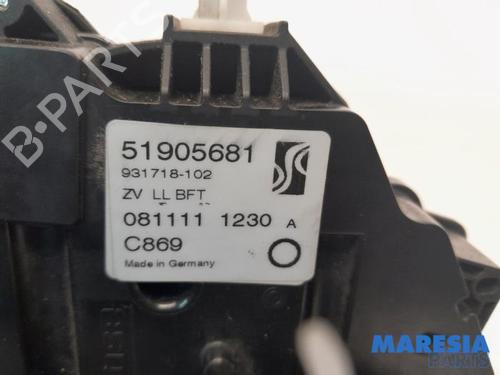 B-PARTS
51905681
931718-102
ZV LL BFT
081111 1230 A
C869
Made in Germany
MARESIA
PARTS